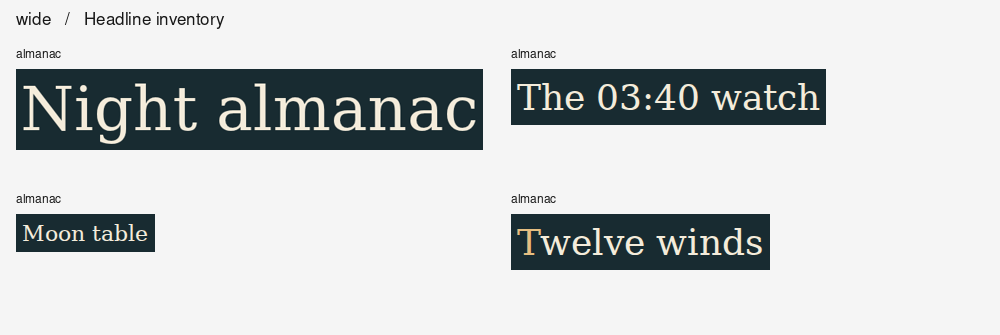 wide / Headline inventory
almanac
Night almanac
almanac
The 03:40 watch
almanac
Moon table
almanac
Twelve winds